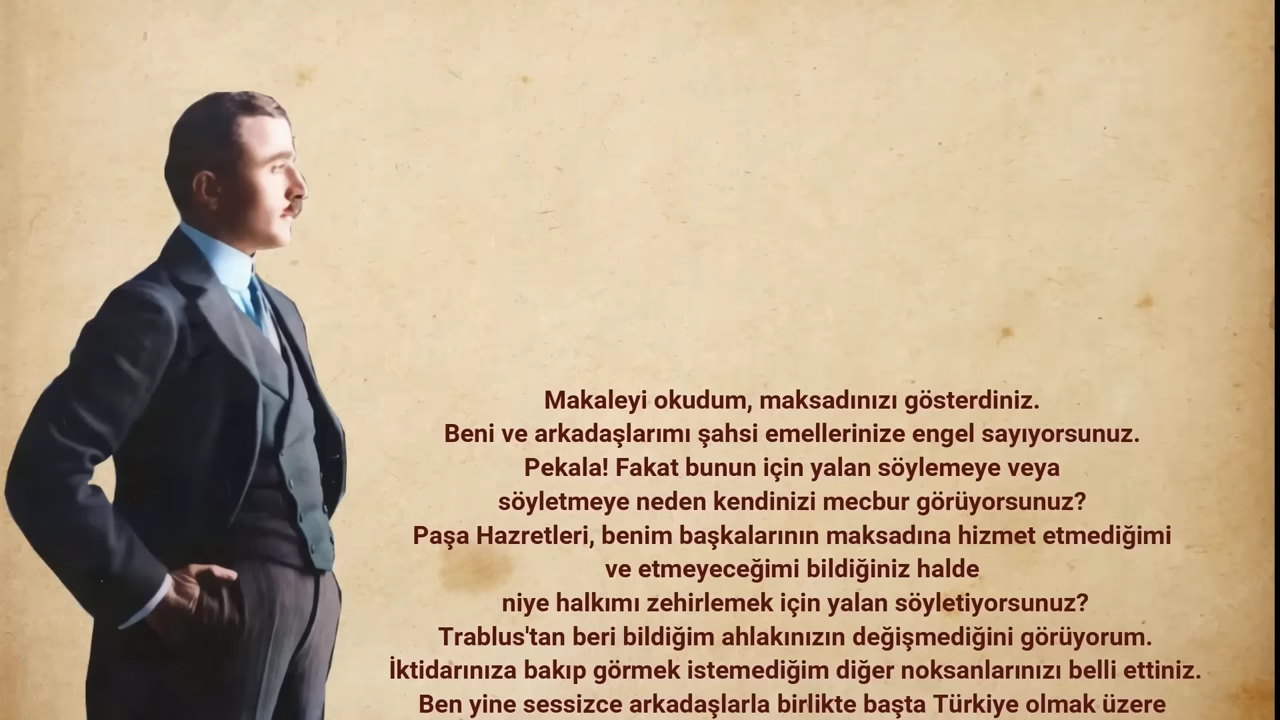 Makaleyi okudum, maksadınızı gösterdiniz.
Beni ve arkadaşlarımı şahsi emellerinize engel sayıyorsunuz.
Pekala! Fakat bunun için yalan söylemeye veya
söyletmeye neden kendinizi mecbur görüyorsunuz?
Paşa Hazretleri, benim başkalarının maksadına hizmet etmediğimi
ve etmeyeceğimi bildiğiniz halde
niye halkımı zehirlemek için yalan söyletiyorsunuz?
Trablus'tan beri bildiğim ahlakınızın değişmediğini görüyorum.
İktidarınıza bakıp görmek istemediğim diğer noksanlarınızı belli ettiniz.
Ben yine sessizce arkadaşlarla birlikte başta Türkiye olmak üzere